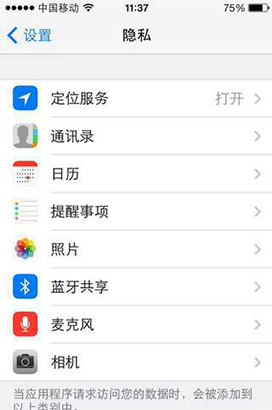 中国移动 11:37 75%
设置 隐私
定位服务 打开
通讯录
日历
提醒事项
照片
蓝牙共享
麦克风
相机
当应用程序请求访问您的数据时，会被添加到
以上类别中。